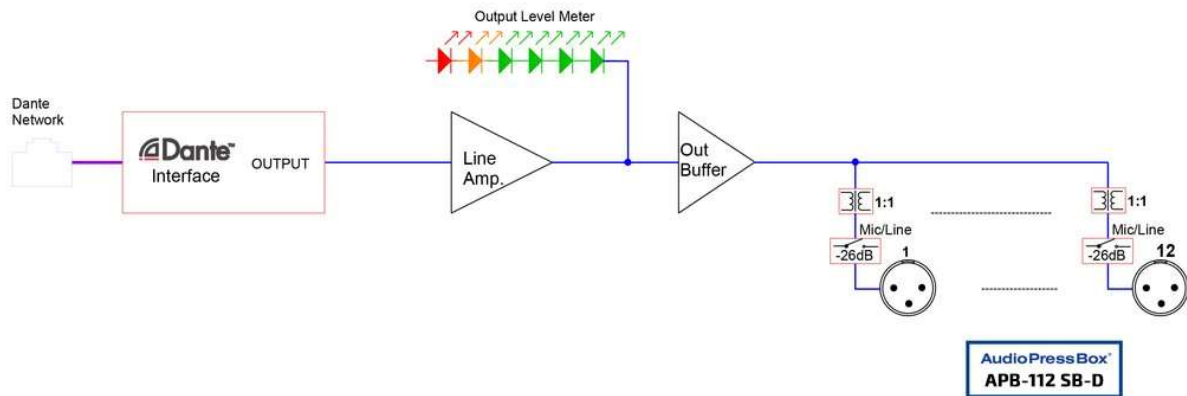 Output Level Meter
Dante
Network
Dante™
Interface
OUTPUT
Line
Amp.
Out
Buffer
1:1
1:1
Mic/Line
-26dB
1
Mic/Line
-26dB
12
AudioPressBox®
APB-112 SB-D